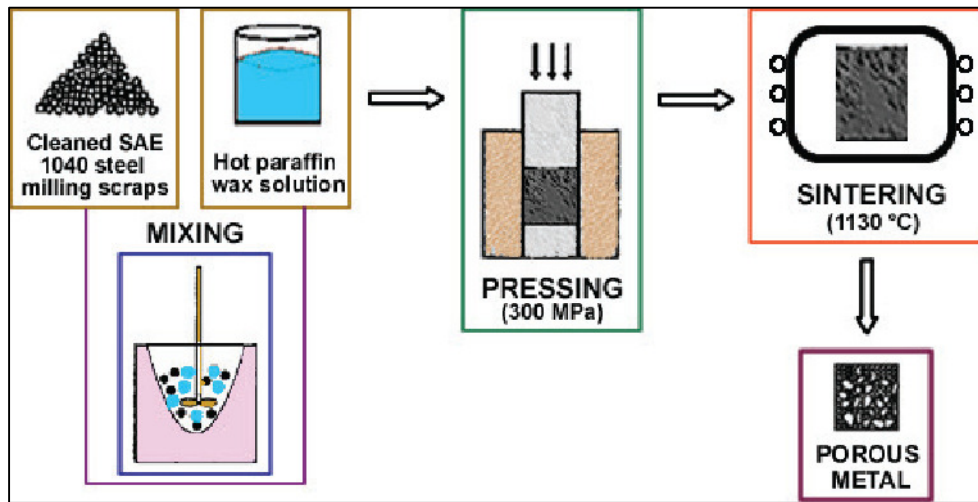 Cleaned SAE
1040 steel
milling scraps
Hot paraffin
wax solution
MIXING
PRESSING
(300 MPa)
SINTERING
(1130 °C)
POROUS
METAL